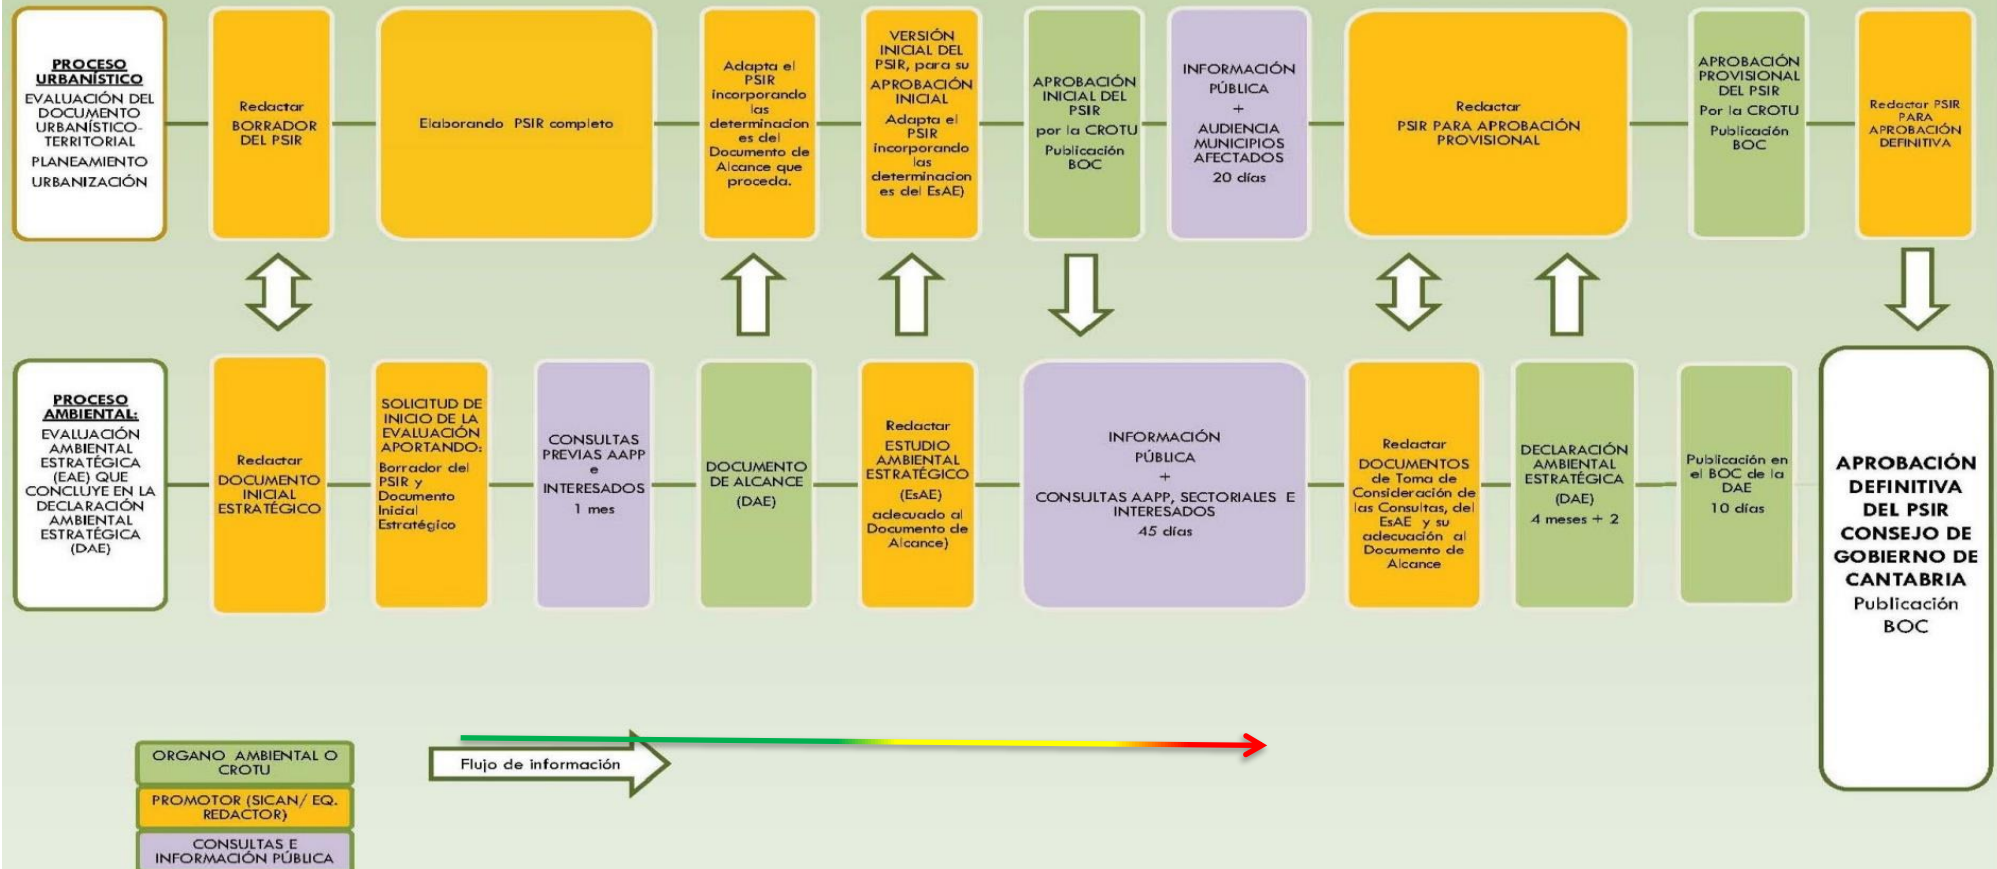 PROCESO
URBANÍSTICO
EVALUACIÓN DEL
DOCUMENTO
URBANÍSTICO-
TERRITORIAL
PLANEAMIENTO
URBANIZACIÓN
Redactar
BORRADOR
DEL PSIR
Elaborando PSIR completo
Adapta el
PSIR
incorporando
las
determinacion
es del
Documento de
Alcance que
proceda.
VERSIÓN
INICIAL DEL
PSIR, para su
APROBACIÓN
INICIAL
Adapta el
PSIR
incorporando
las
determinacion
es del EsAE)
APROBACIÓN
INICIAL DEL
PSIR
por la CROTU
Publicación
BOC
INFORMACIÓN
PÚBLICA
+
AUDIENCIA
MUNICIPIOS
AFECTADOS
20 días
Redactar
PSIR PARA APROBACIÓN
PROVISIONAL
APROBACIÓN
PROVISIONAL
DEL PSIR
Por la CROTU
Publicación
BOC
Redactar PSIR
PARA
APROBACIÓN
DEFINITIVA
PROCESO
AMBIENTAL:
EVALUACIÓN
AMBIENTAL
ESTRATÉGICA
(EAE) QUE
CONCLUYE EN LA
DECLARACIÓN
AMBIENTAL
ESTRATÉGICA
(DAE)
Redactar
DOCUMENTO
INICIAL
ESTRATÉGICO
SOLICITUD DE
INICIO DE LA
EVALUACIÓN
APORTANDO:
Borrador del
PSIR y
Documento
Inicial
Estratégico
CONSULTAS
PREVIAS AAPP
e
INTERESADOS
1 mes
DOCUMENTO
DE ALCANCE
(DAE)
Redactar
ESTUDIO
AMBIENTAL
ESTRATÉGICO
(EsAE)
adecuado al
Documento de
Alcance)
INFORMACIÓN
PÚBLICA
+
CONSULTAS AAPP, SECTORIALES E
INTERESADOS
45 días
Redactar
DOCUMENTOS
de Toma de
Consideración de
las Consultas, del
EsAE y su
adecuación al
Documento de
Alcance
DECLARACIÓN
AMBIENTAL
ESTRATÉGICA
(DAE)
4 meses + 2
Publicación en
el BOC de la
DAE
10 días
APROBACIÓN
DEFINITIVA
DEL PSIR
CONSEJO DE
GOBIERNO DE
CANTABRIA
Publicación
BOC
ORGANO AMBIENTAL O
CROTU
PROMOTOR (SICAN/ EQ.
REDACTOR)
CONSULTAS E
INFORMACIÓN PÚBLICA
Flujo de información